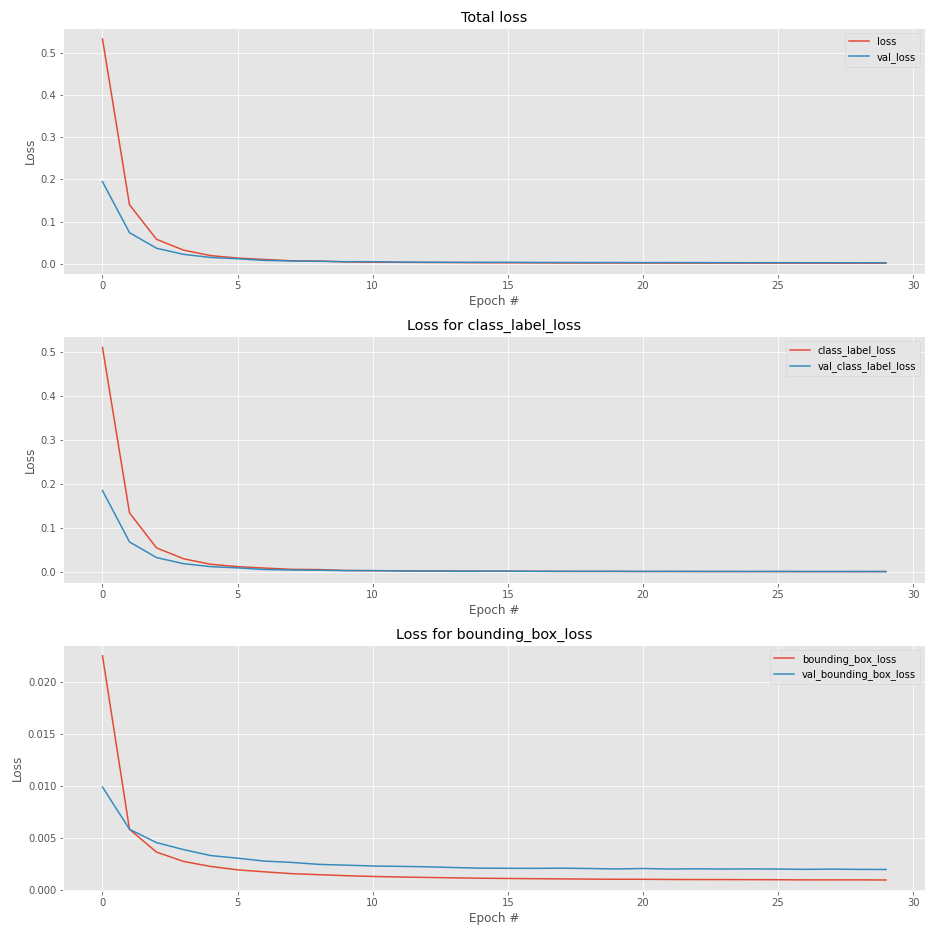 Total loss
loss
val_loss
0.5
0.4
0.3
0.2
0.1
0.0
Loss
0 5 10 15 20 25 30
Epoch #
Loss for class_label_loss
class_label_loss
val_class_label_loss
0.5
0.4
0.3
0.2
0.1
0.0
Loss
0 5 10 15 20 25 30
Epoch #
Loss for bounding_box_loss
bounding_box_loss
val_bounding_box_loss
0.020
0.015
0.010
0.005
0.000
Loss
0 5 10 15 20 25 30
Epoch #